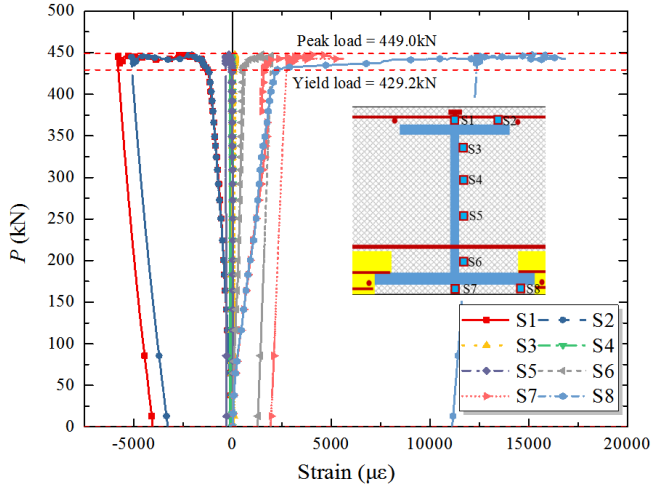 500
450
400
350
300
250
200
150
100
50
0
P (kN)
Peak load = 449.0kN
Yield load = 429.2kN
S1
S2
S3
S4
S5
S6
S7
S8
S1 S2
S3 S4
S5 S6
S7 S8
-5000 0 5000 10000 15000 20000
Strain (με)